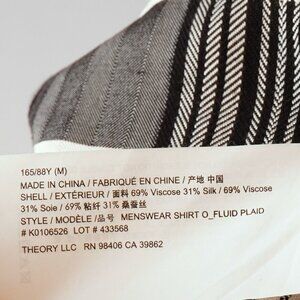 165/88Y (M)
MADE IN CHINA / FABRIQUÉ EN CHINE / 产地 中国
SHELL / EXTÉRIEUR / 面料 69% Viscose 31% Silk / 69% Viscose
31% Soie / 69% 粘纤 31% 桑蚕丝
STYLE / MODÈLE /品号 MENSWEAR SHIRT O_FLUID PLAID
# K0106526 LOT # 433568
THEORY LLC RN 98406 CA 39862